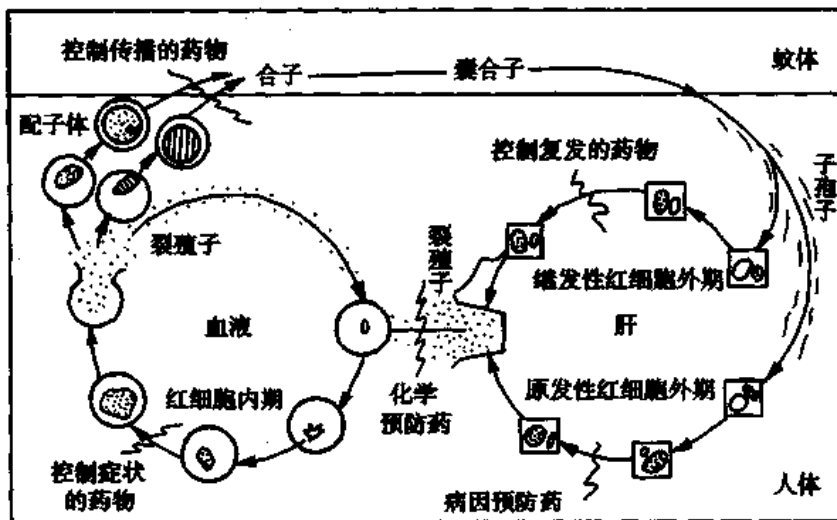 控制传播的药物
合子
囊合子
蚊体
配子体
控制复发的药物
子孢子
裂殖子
裂殖子
继发性红细胞外期
血液
肝
红细胞内期
化学
预防药
原发性红细胞外期
控制症状
的药物
病因预防药
人体